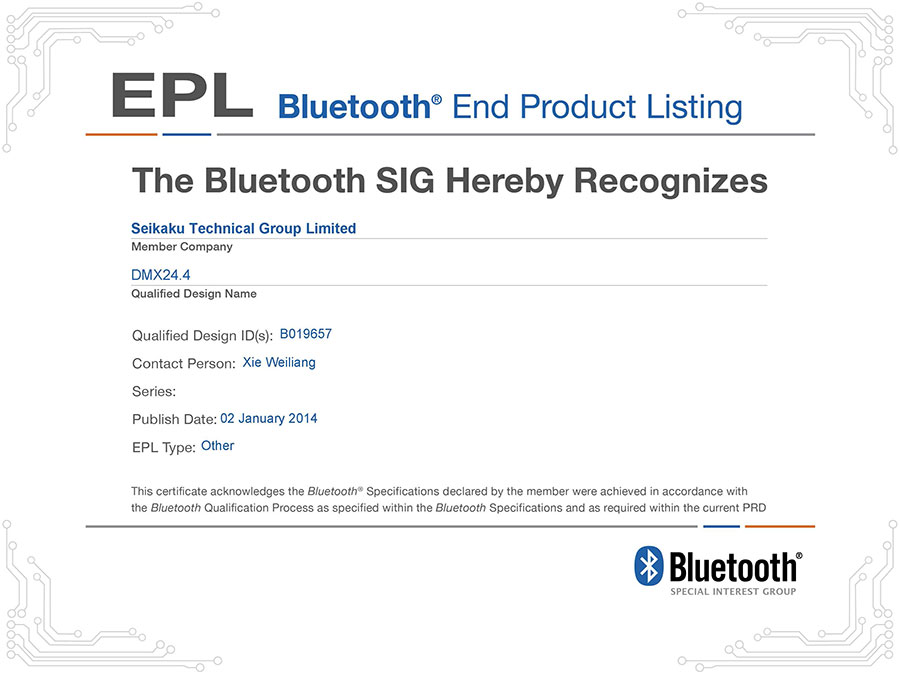 EPL Bluetooth® End Product Listing
The Bluetooth SIG Hereby Recognizes
Seikaku Technical Group Limited
Member Company
DMX24.4
Qualified Design Name
Qualified Design ID(s): B019657
Contact Person: Xie Weiliang
Series:
Publish Date: 02 January 2014
EPL Type: Other
This certificate acknowledges the Bluetooth® Specifications declared by the member were achieved in accordance with
the Bluetooth Qualification Process as specified within the Bluetooth Specifications and as required within the current PRD
Bluetooth®
SPECIAL INTEREST GROUP